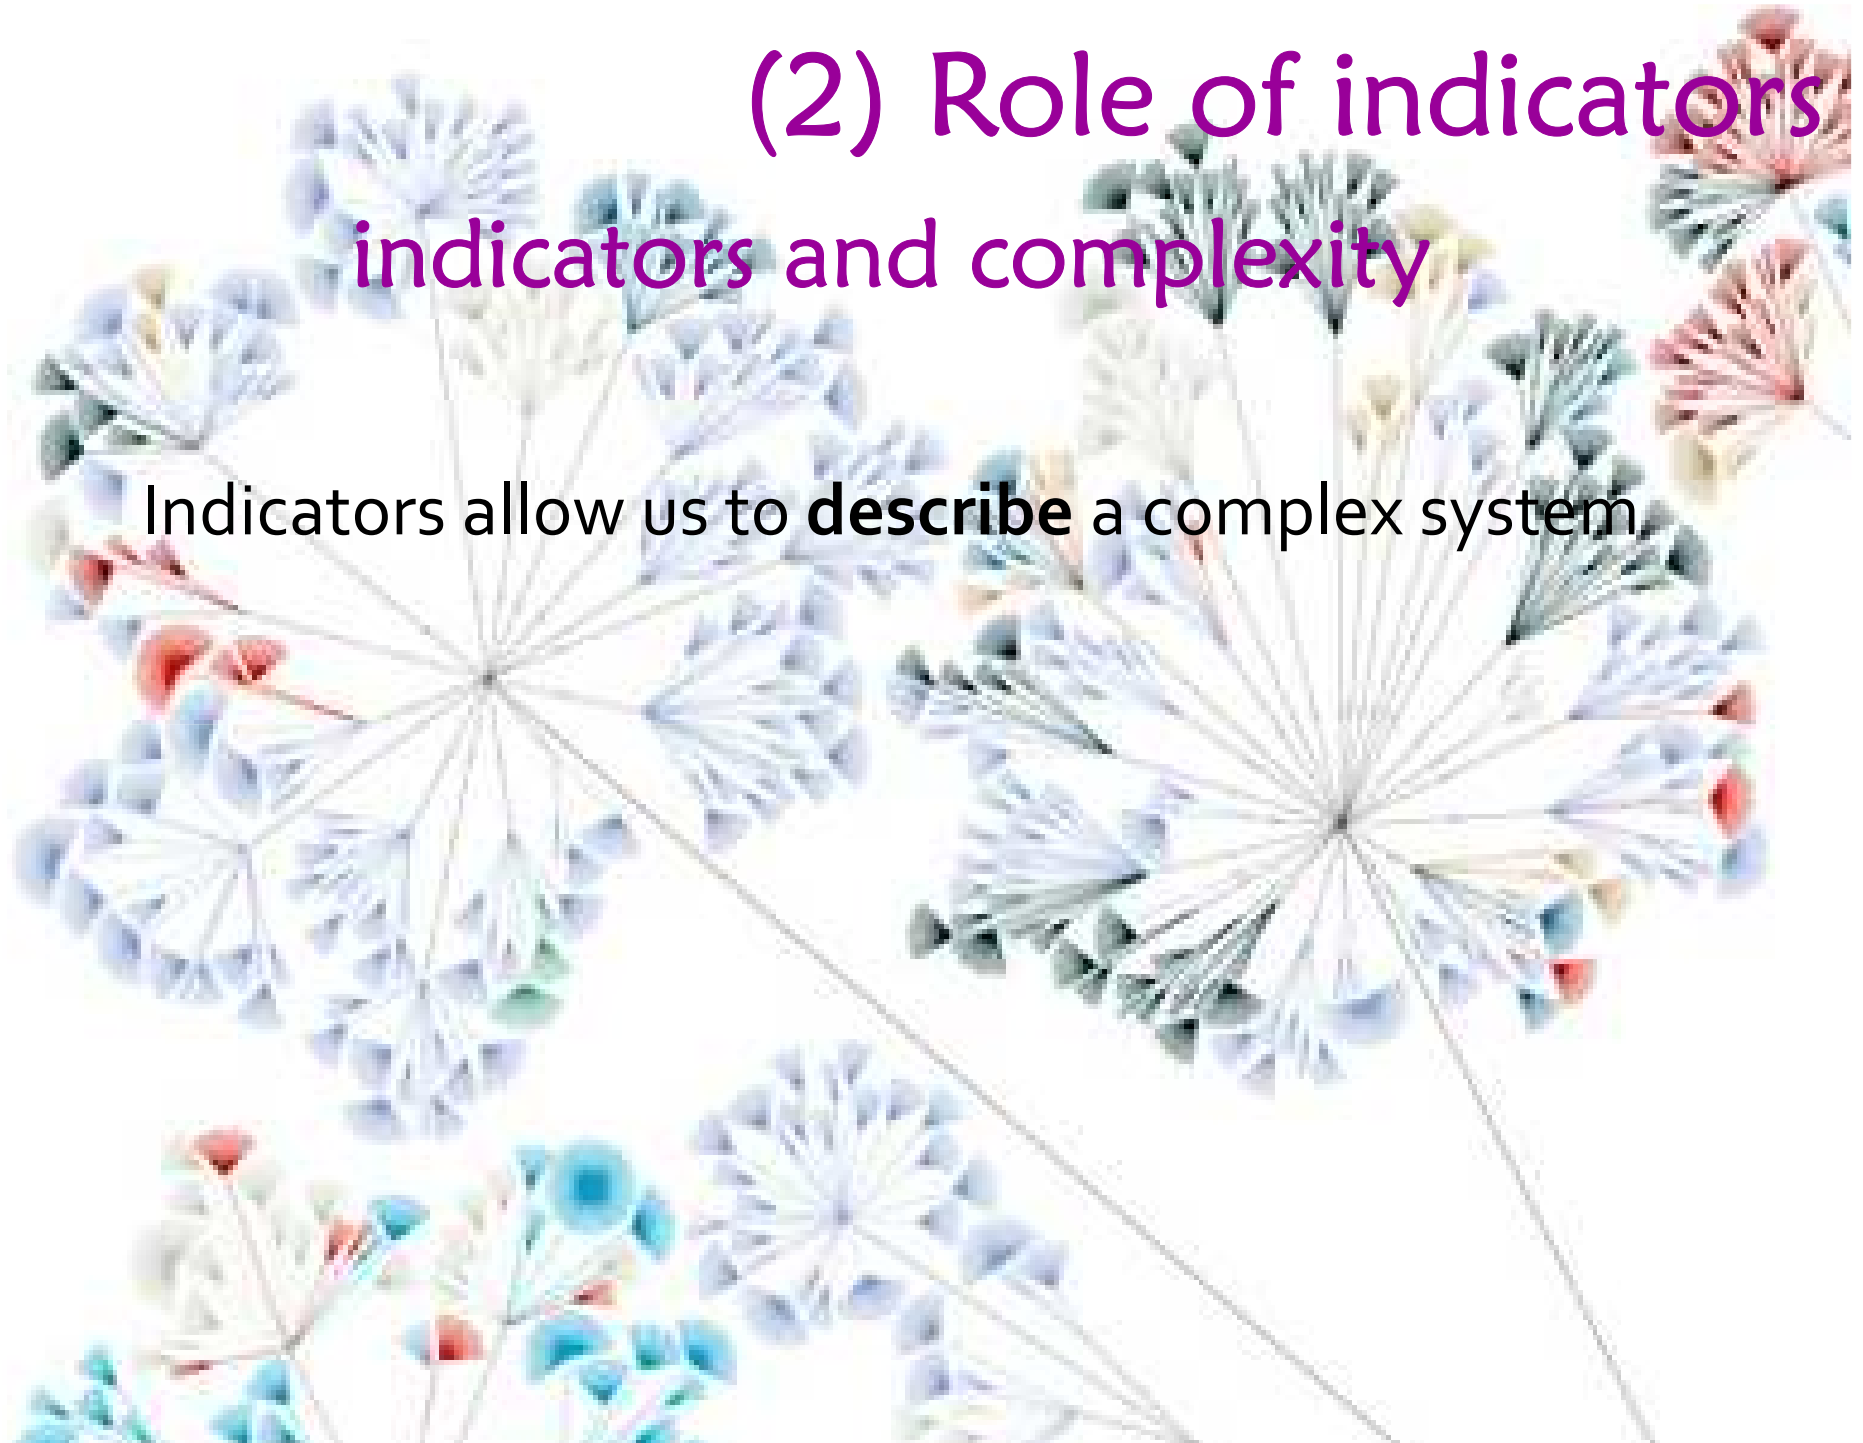 (2) Role of indicators
indicators and complexity
Indicators allow us to describe a complex system